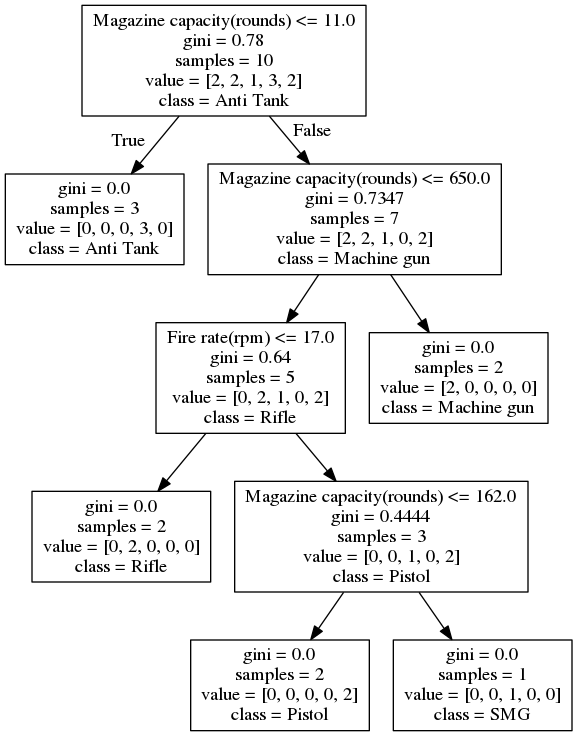 Magazine capacity(rounds) <= 11.0
gini = 0.78
samples = 10
value = [2, 2, 1, 3, 2]
class = Anti Tank
True
False
gini = 0.0
samples = 3
value = [0, 0, 0, 3, 0]
class = Anti Tank
Magazine capacity(rounds) <= 650.0
gini = 0.7347
samples = 7
value = [2, 2, 1, 0, 2]
class = Machine gun
Fire rate(rpm) <= 17.0
gini = 0.64
samples = 5
value = [0, 2, 1, 0, 2]
class = Rifle
gini = 0.0
samples = 2
value = [2, 0, 0, 0, 0]
class = Machine gun
gini = 0.0
samples = 2
value = [0, 2, 0, 0, 0]
class = Rifle
Magazine capacity(rounds) <= 162.0
gini = 0.4444
samples = 3
value = [0, 0, 1, 0, 2]
class = Pistol
gini = 0.0
samples = 2
value = [0, 0, 0, 0, 2]
class = Pistol
gini = 0.0
samples = 1
value = [0, 0, 1, 0, 0]
class = SMG